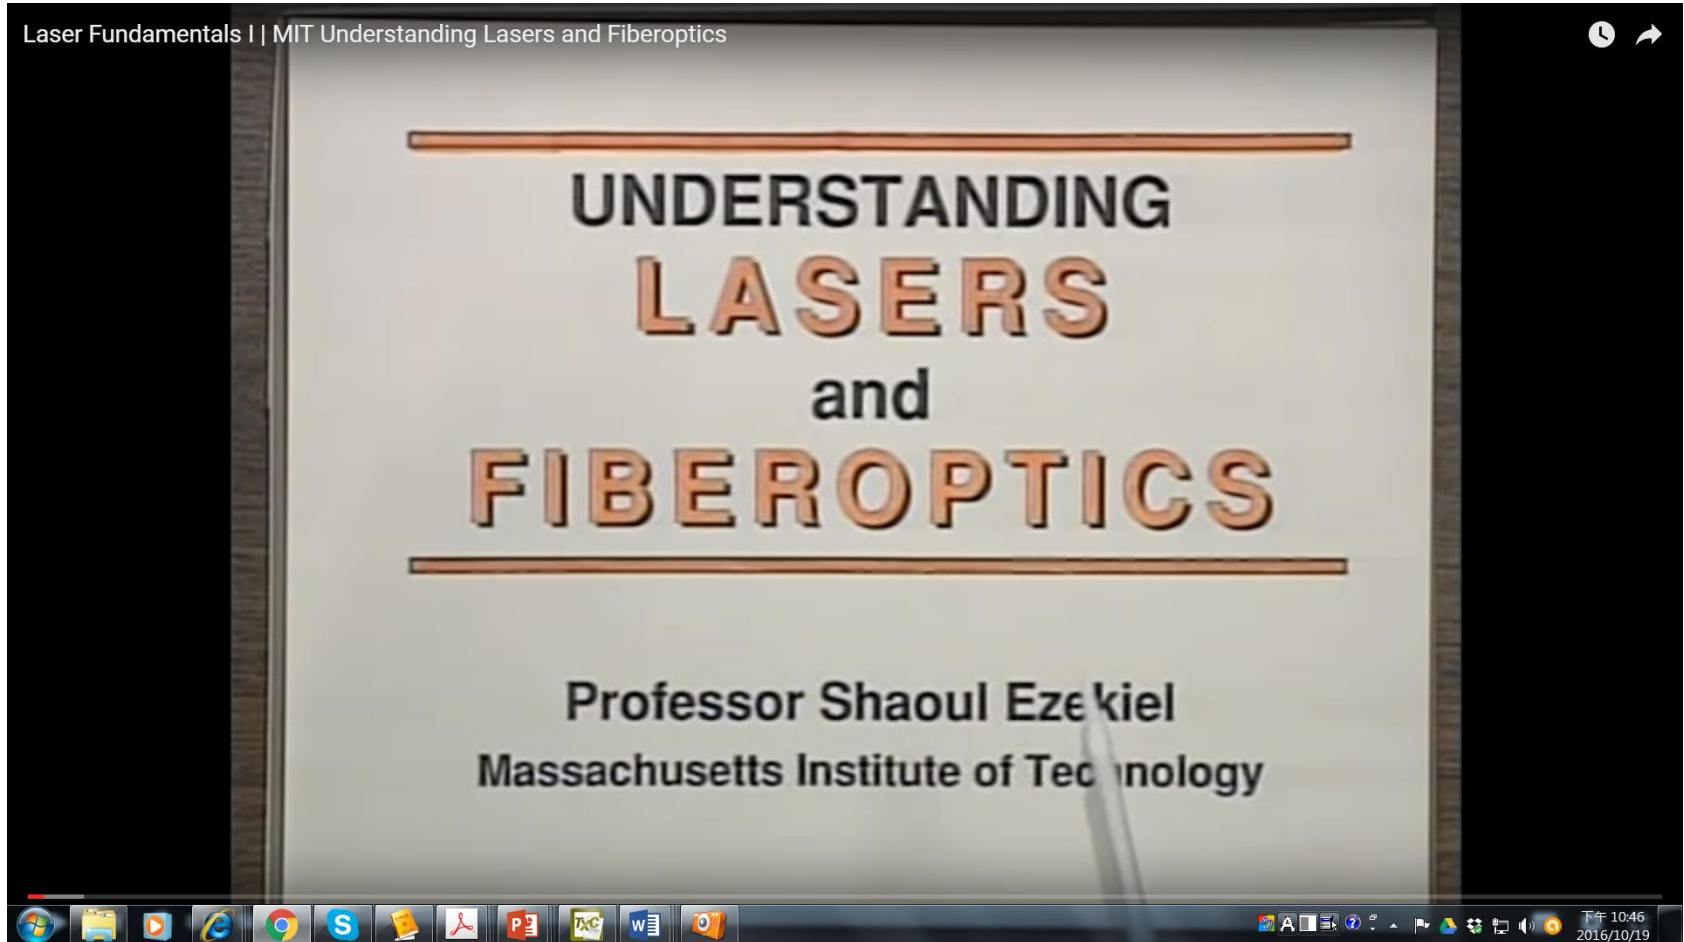 Laser Fundamentals I | MIT Understanding Lasers and Fiberoptics
UNDERSTANDING
LASERS
and
FIBEROPTICS
Professor Shaoul Ezekiel
Massachusetts Institute of Technology
下午 10:46
2016/10/19